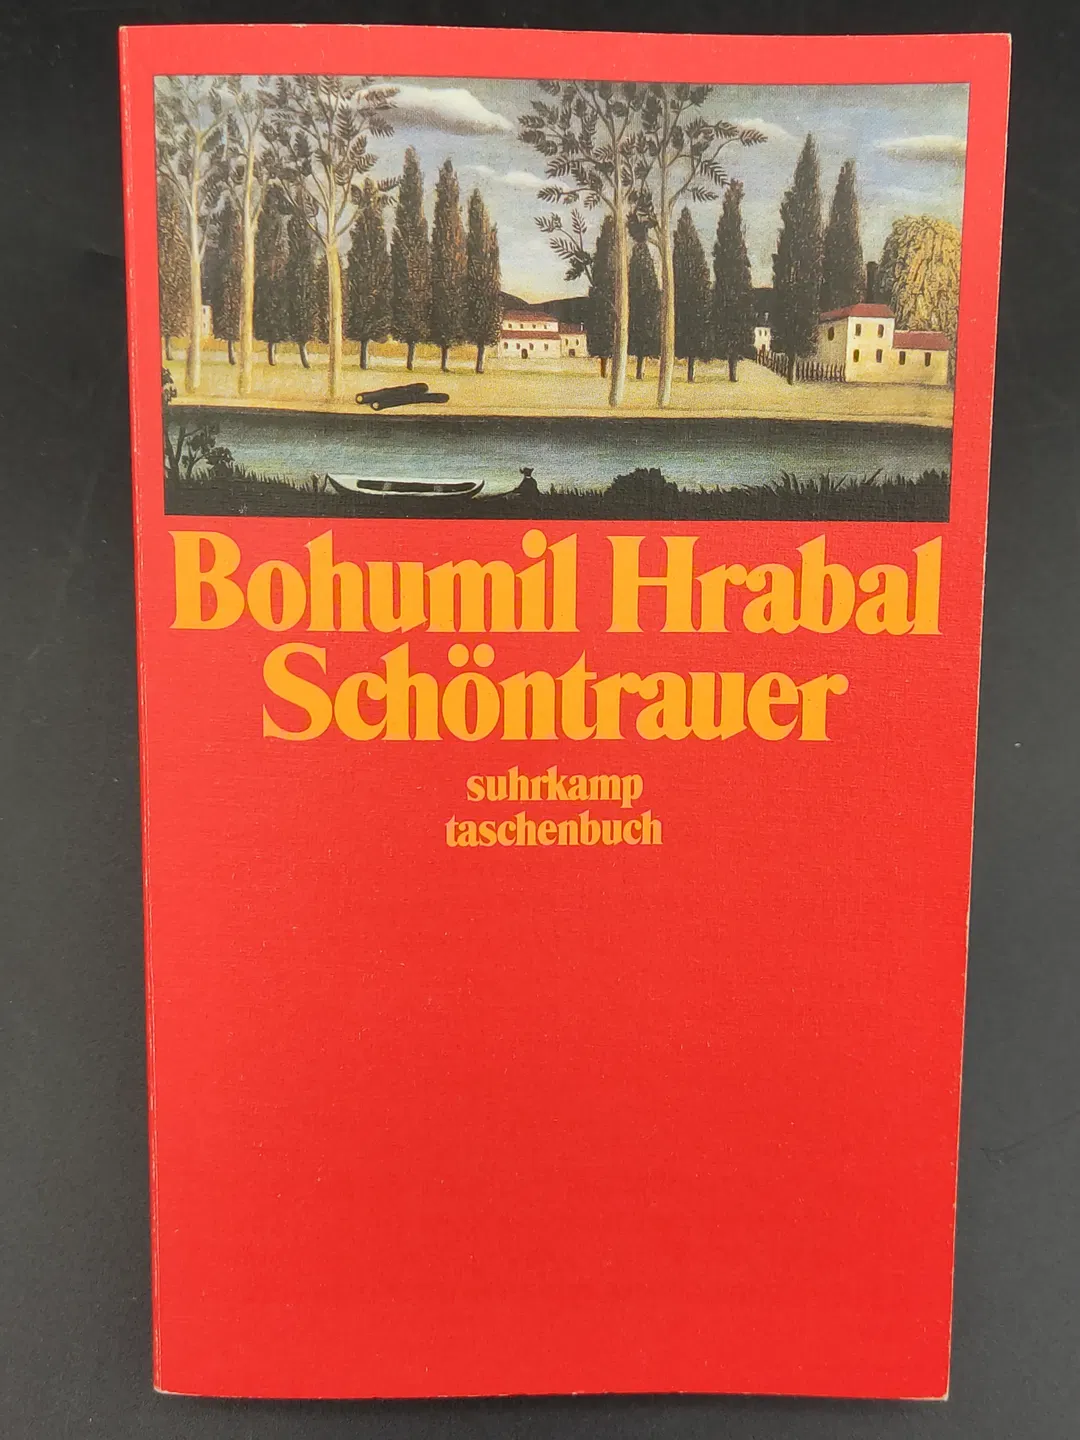 Bohumil Hrabal
Schöntrauer
suhrkamp
taschenbuch